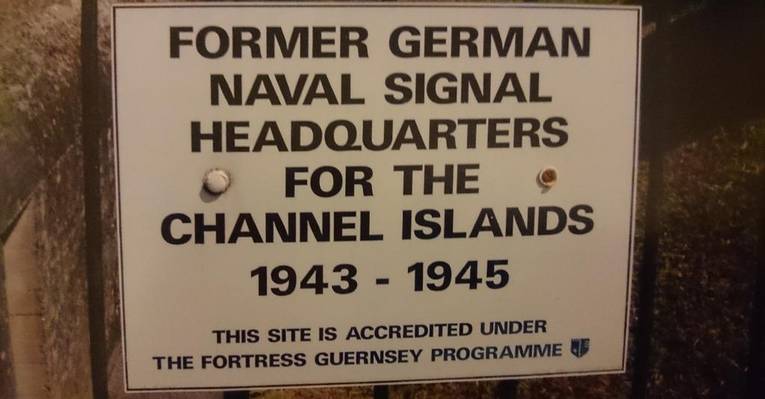 FORMER GERMAN
NAVAL SIGNAL
HEADQUARTERS
FOR THE
CHANNEL ISLANDS
1943 - 1945
THIS SITE IS ACCREDITED UNDER
THE FORTRESS GUERNSEY PROGRAMME